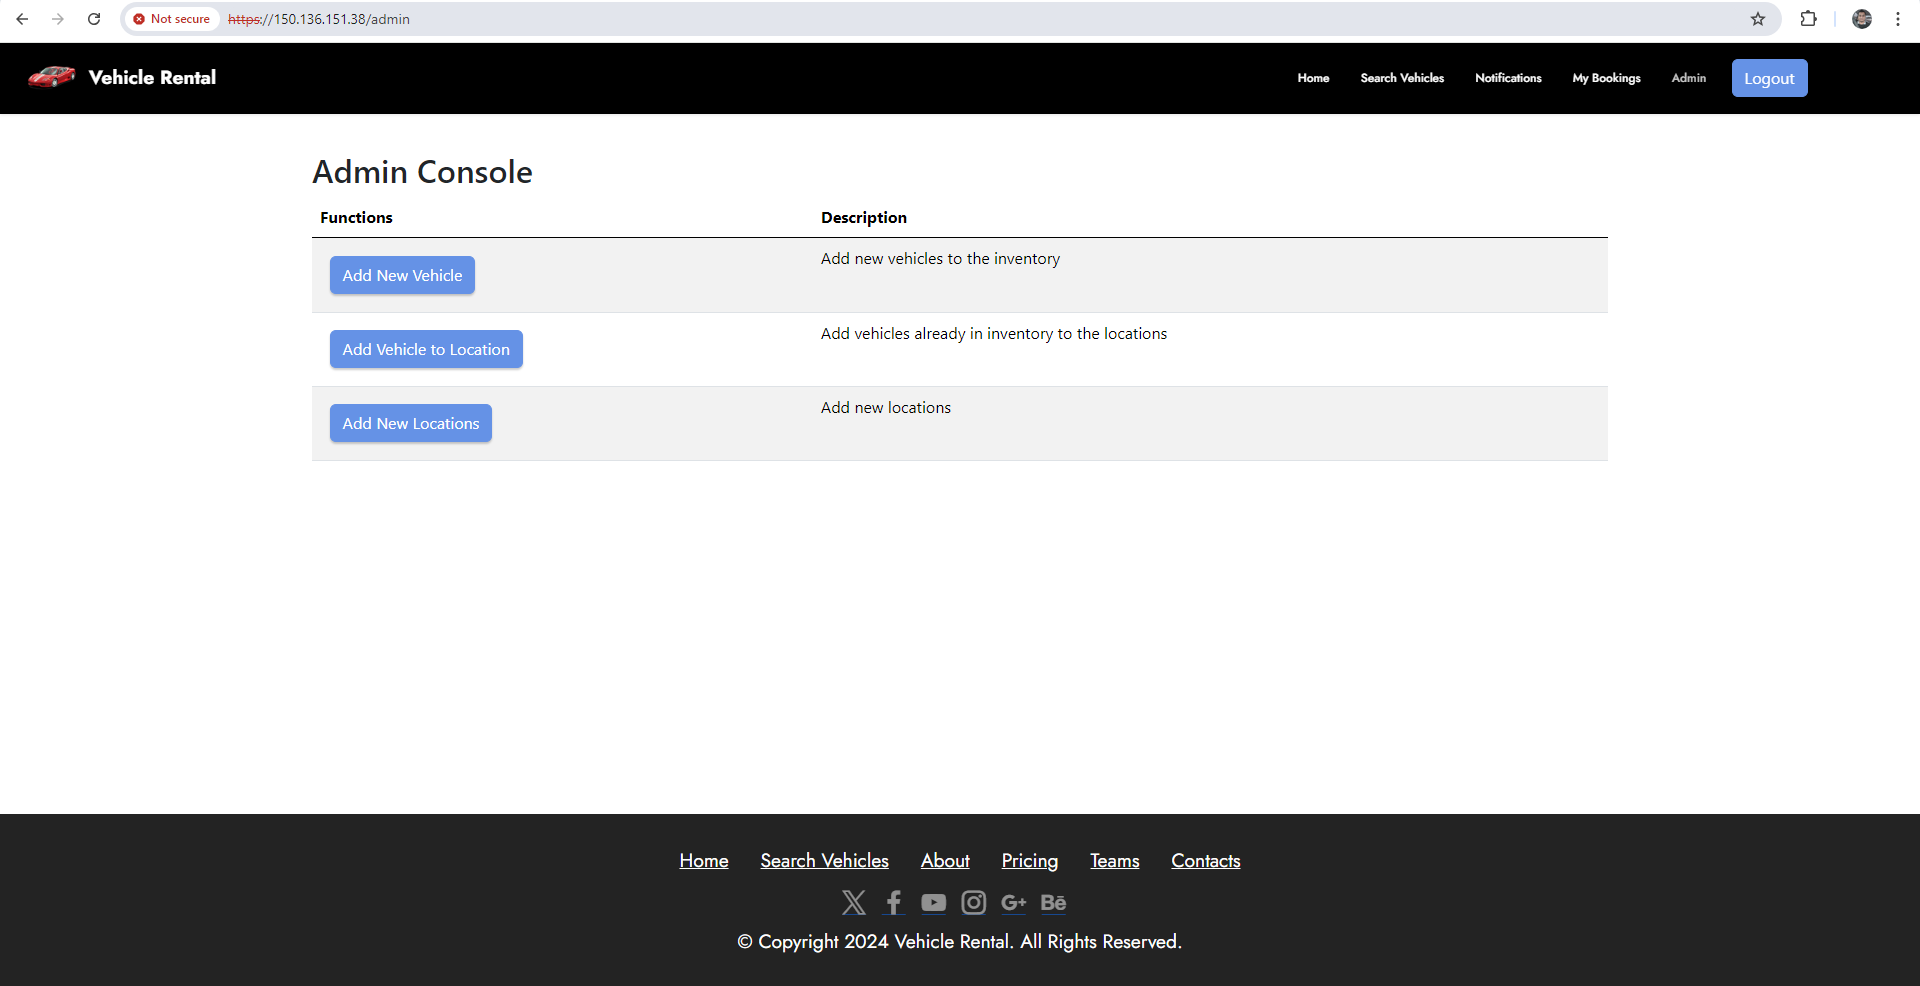 Not secure https://150.136.151.38/admin
Vehicle Rental Home Search Vehicles Notifications My Bookings Admin Logout
Admin Console
Functions Description
Add New Vehicle Add new vehicles to the inventory
Add Vehicle to Location Add vehicles already in inventory to the locations
Add New Locations Add new locations
Home Search Vehicles About Pricing Teams Contacts
G+ Bē
© Copyright 2024 Vehicle Rental. All Rights Reserved.